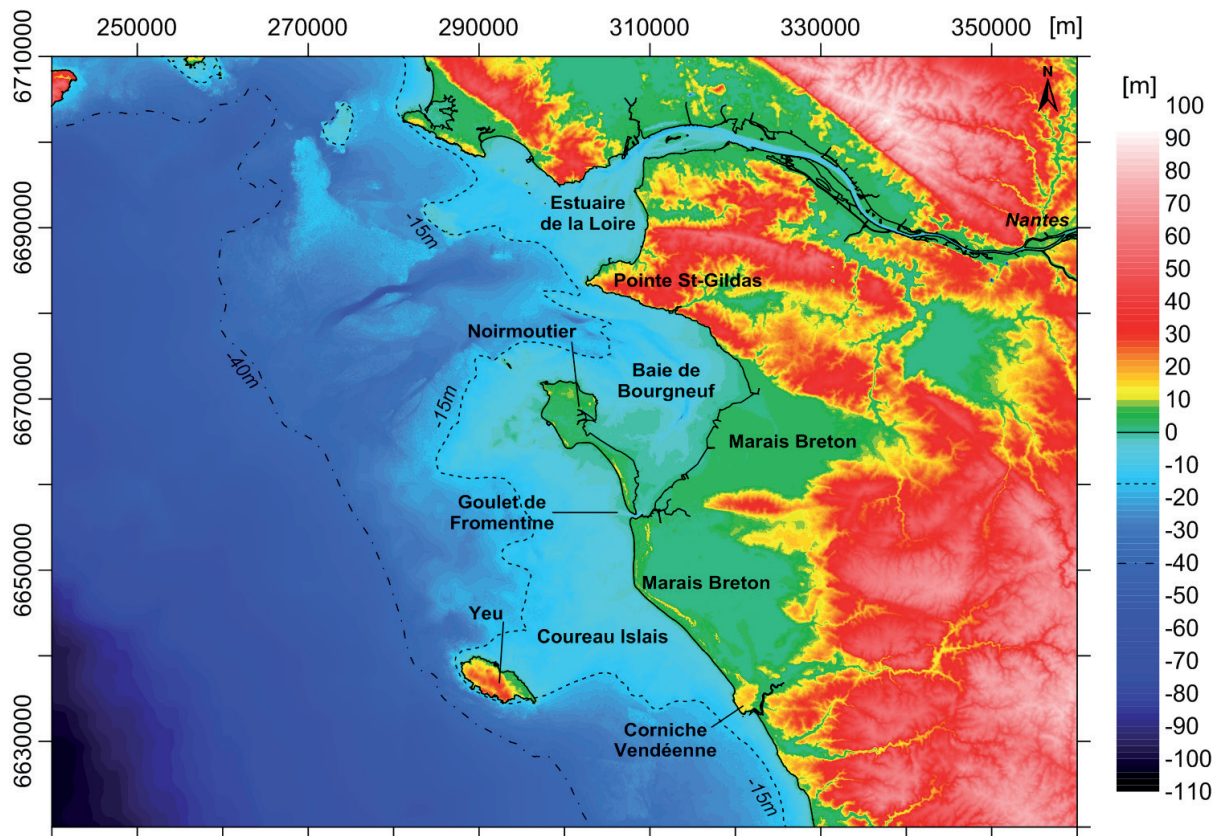 250000 270000 290000 310000 330000 350000 [m]
6710000
6690000
6670000
6650000
6630000
N
Estuaire
de la Loire
Nantes
-15m
Pointe St-Gildas
Noirmoutier
-40m
-15m
Baie de
Bourgneuf
Marais Breton
Goulet de
Fromentine
Marais Breton
Yeu
Coureau Islais
Corniche
Vendéenne
-15m
[m]
100
90
80
70
60
50
40
30
20
10
0
-10
-20
-30
-40
-50
-60
-70
-80
-90
-100
-110